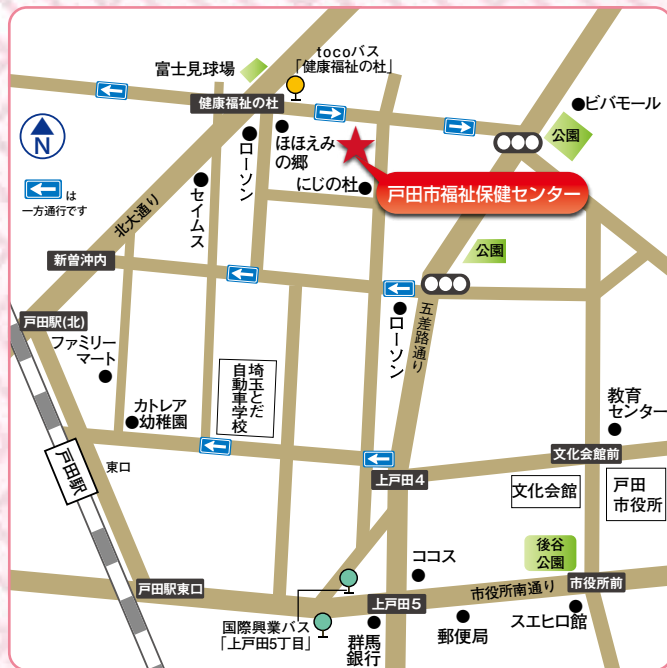 tocoバス
「健康福祉の杜」
富士見球場
ビバモール
健康福祉の杜
公園
N
ほほえみ
の郷
ローソン
にじの杜
戸田市福祉保健センター
は
一方通行です
セイムス
北大通り
公園
新曽沖内
五差路通り
ローソン
戸田駅(北)
ファミリー
マート
埼玉とだ
自動車学校
カトレア
幼稚園
教育
センター
文化会館前
東口
戸田駅
上戸田4
文化会館
戸田
市役所
後谷
公園
ココス
戸田駅東口
市役所南通り
市役所前
上戸田5
国際興業バス
「上戸田5丁目」
群馬
銀行
郵便局
スエヒロ館